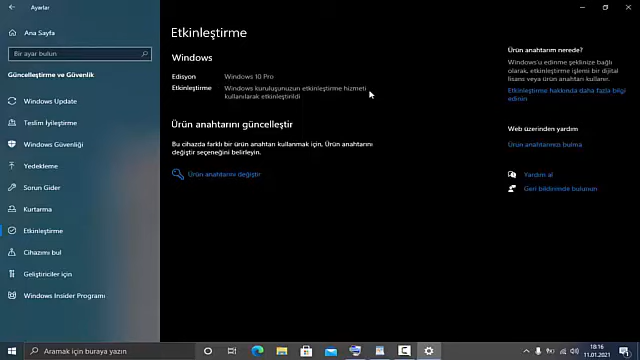 Ayarlar
Ana Sayfa
Bir ayar bulun
Güncelleştirme ve Güvenlik
Windows Update
Teslim İyileştirme
Windows Güvenliği
Yedekleme
Sorun Gider
Kurtarma
Etkinleştirme
Cihazımı bul
Geliştiriciler için
Windows Insider Programı
Etkinleştirme
Windows
Edisyon Windows 10 Pro
Etkinleştirme Windows kuruluşunuzun etkinleştirme hizmeti
kullanılarak etkinleştirildi
Ürün anahtarını güncelleştir
Bu cihazda farklı bir ürün anahtarı kullanmak için, Ürün anahtarını
değiştir seçeneğini belirleyin.
Ürün anahtarını değiştir
Ürün anahtarım nerede?
Windows'u edinme şeklinize bağlı
olarak, etkinleştirme işlemi bir dijital
lisans veya ürün anahtarı kullanır.
Etkinleştirme hakkında daha fazla bilgi
edinin
Web üzerinden yardım
Ürün anahtarınızı bulma
Yardım al
Geri bildirimde bulunun
Aramak için buraya yazın
18:16
11.01.2021